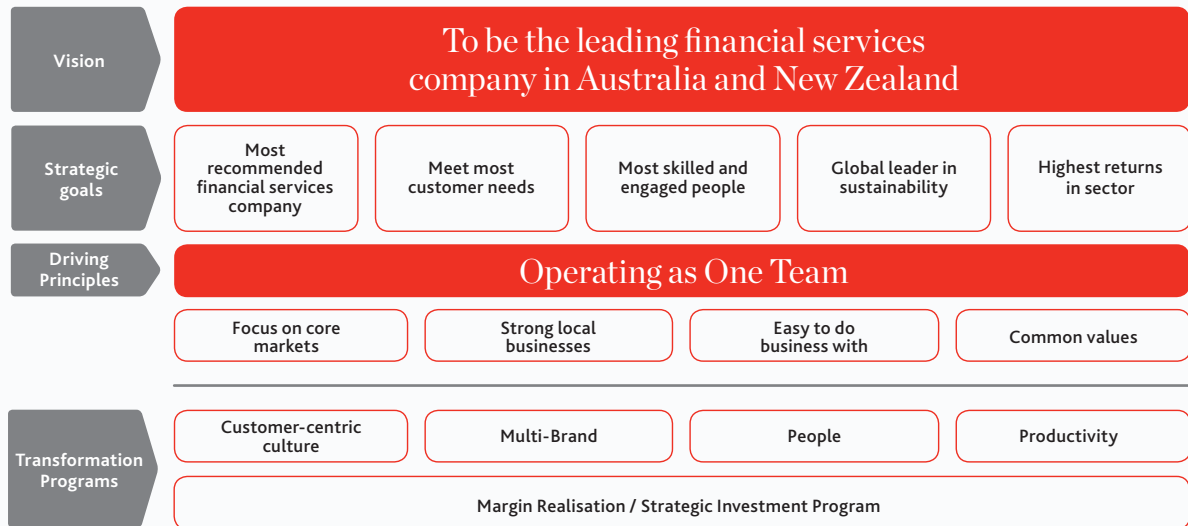 Vision
To be the leading financial services
company in Australia and New Zealand
Strategic
goals
Most
recommended
financial services
company
Meet most
customer needs
Most skilled and
engaged people
Global leader in
sustainability
Highest returns
in sector
Driving
Principles
Operating as One Team
Focus on core
markets
Strong local
businesses
Easy to do
business with
Common values
Transformation
Programs
Customer-centric
culture
Multi-Brand
People
Productivity
Margin Realisation / Strategic Investment Program